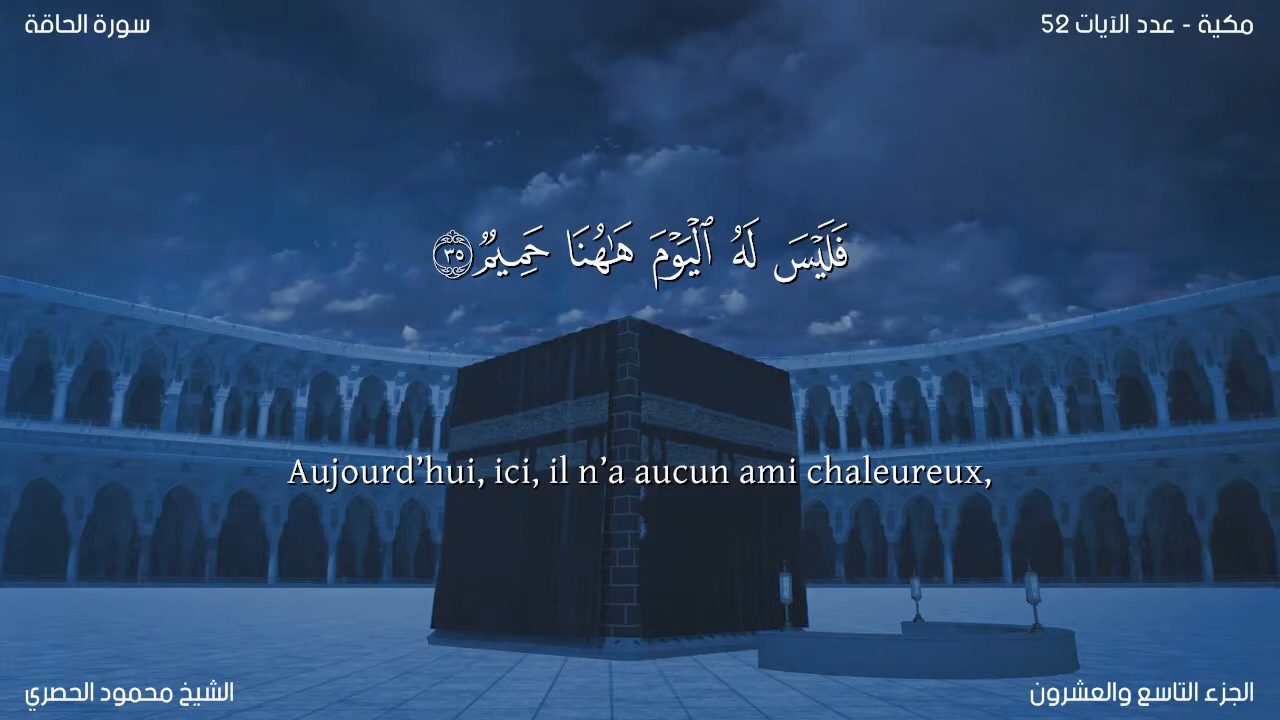 سورة الحاقة
مكية - عدد الآيات 52
فَلَيْسَ لَهُ ٱلْيَوْمَ هَـٰهُنَا حَمِيمٌ ٣٥
Aujourd’hui, ici, il n’a aucun ami chaleureux,
الشيخ محمود الحصري
الجزء التاسع والعشرون